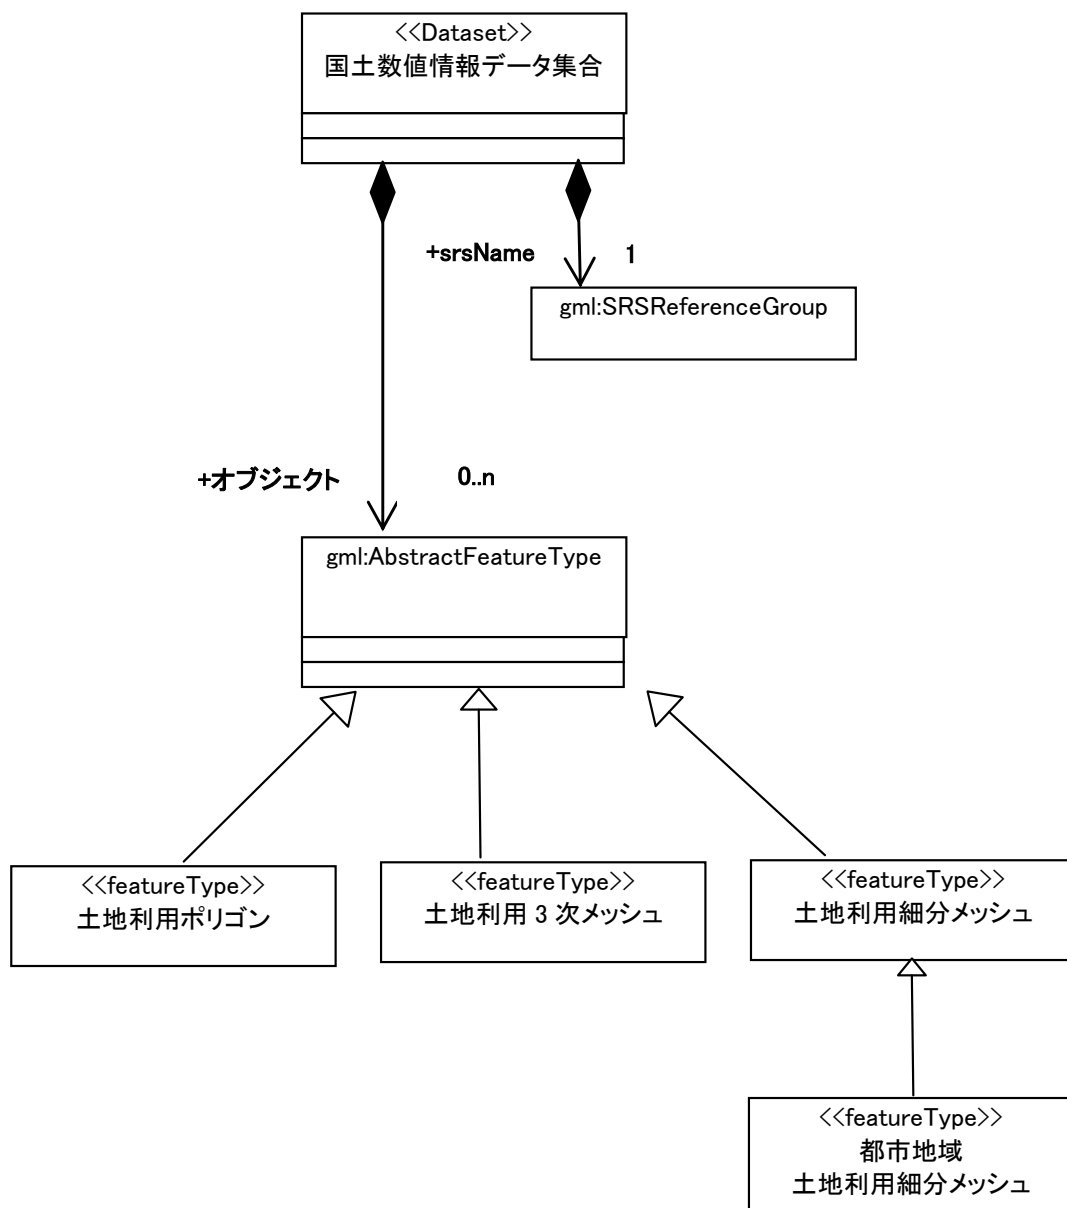 <<Dataset>>
国土数値情報データ集合
+srsName 1
gml:SRSReferenceGroup
+オブジェクト 0..n
gml:AbstractFeatureType
<<featureType>>
土地利用ポリゴン
<<featureType>>
土地利用 3 次メッシュ
<<featureType>>
土地利用細分メッシュ
<<featureType>>
都市地域
土地利用細分メッシュ